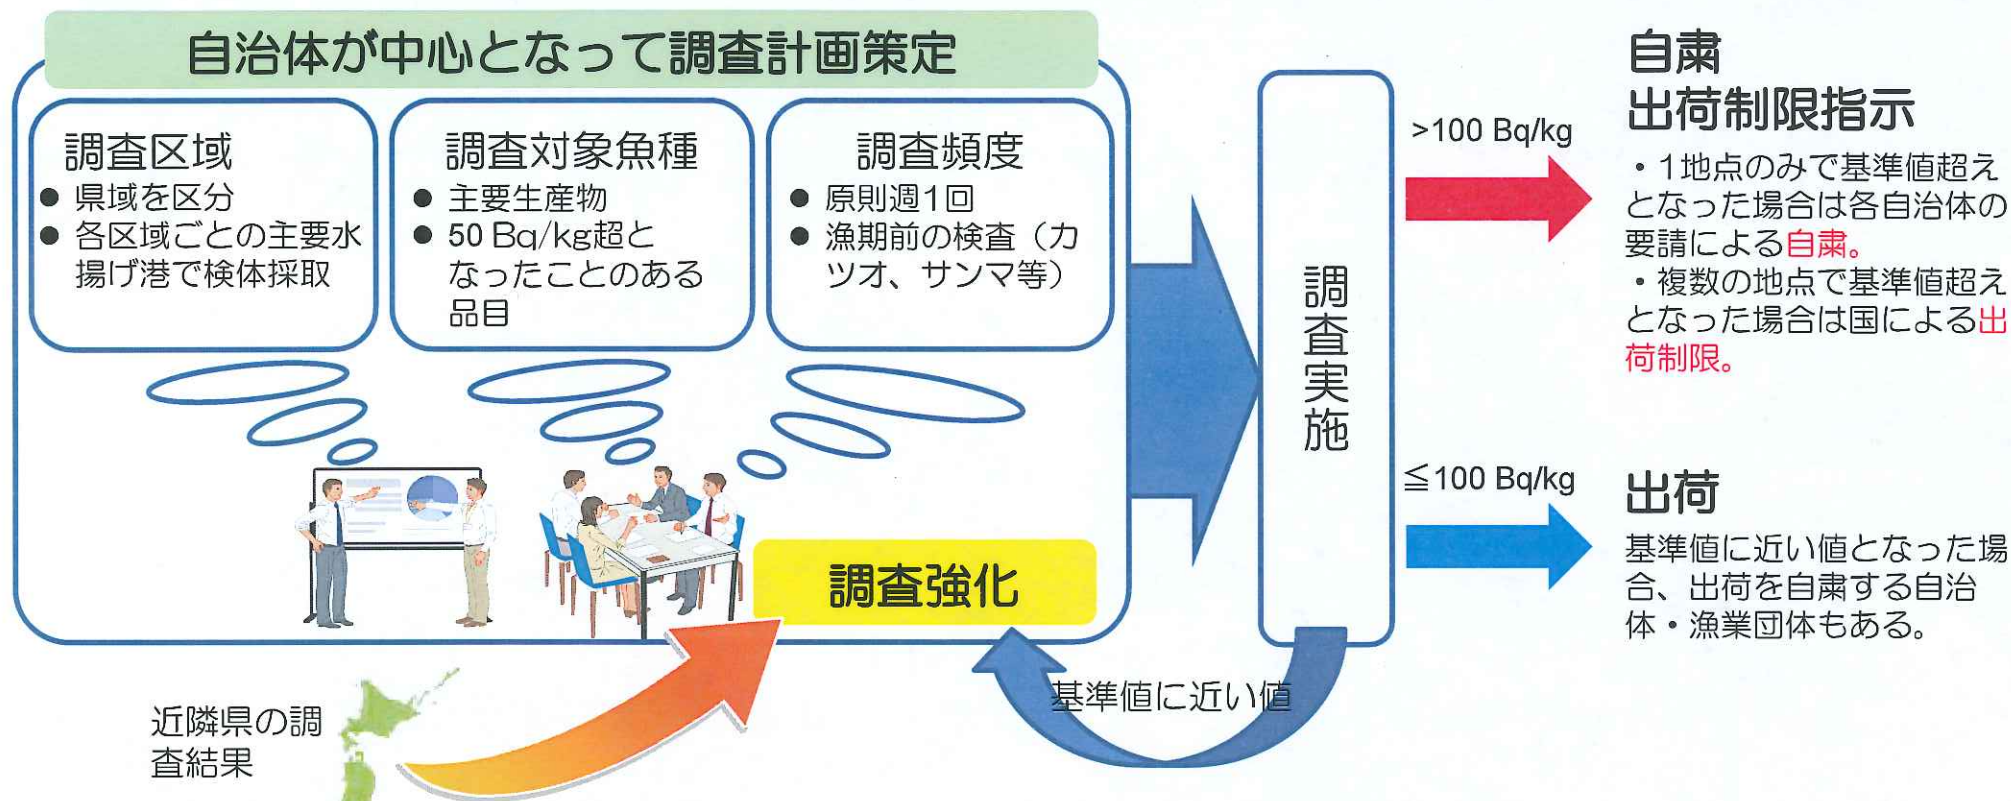 自治体が中心となって調査計画策定
調査区域
● 県域を区分
● 各区域ごとの主要水
揚げ港で検体採取
調査対象魚種
● 主要生産物
● 50 Bq/kg超と
なったことのある
品目
調査頻度
● 原則週1回
● 漁期前の検査（カ
ツオ、サンマ等）
調査強化
近隣県の調
査結果
基準値に近い値
調査実施
>100 Bq/kg
自粛
出荷制限指示
・1地点のみで基準値超え
となった場合は各自治体の
要請による自粛。
・複数の地点で基準値超え
となった場合は国による出
荷制限。
≦100 Bq/kg
出荷
基準値に近い値となった場
合、出荷を自粛する自治
体・漁業団体もある。